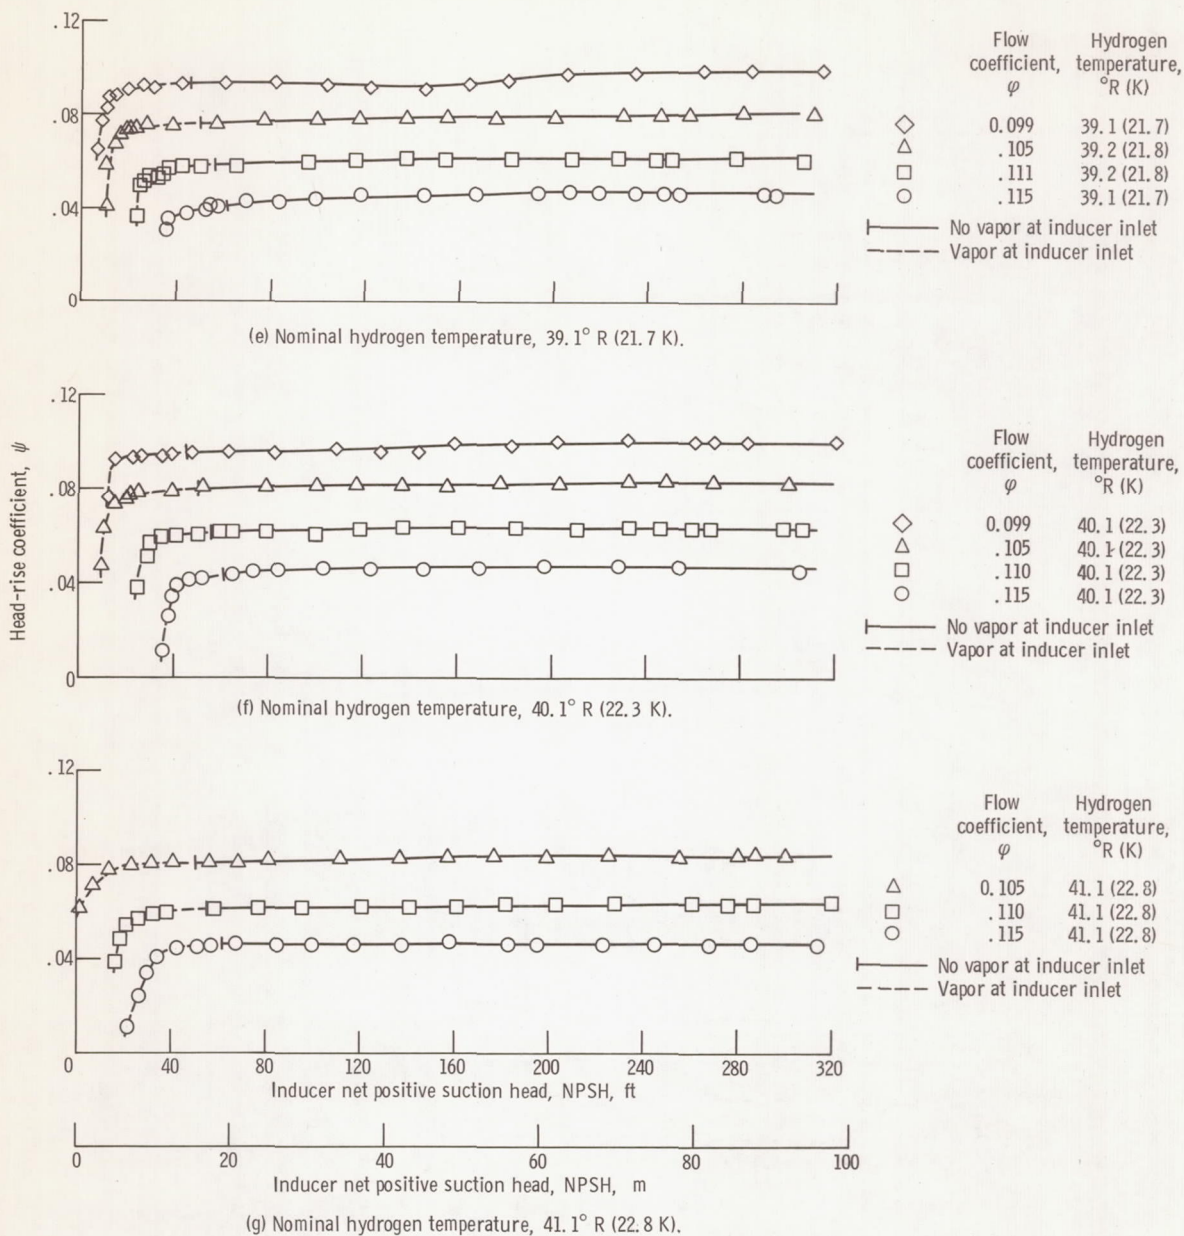 .12
.08
.04
0
Flow coefficient, φ
Hydrogen temperature, °R (K)
0.099 39.1 (21.7)
.105 39.2 (21.8)
.111 39.2 (21.8)
.115 39.1 (21.7)
No vapor at inducer inlet
Vapor at inducer inlet
(e) Nominal hydrogen temperature, 39.1° R (21.7 K).
Head-rise coefficient, ψ
.12
.08
.04
0
Flow coefficient, φ
Hydrogen temperature, °R (K)
0.099 40.1 (22.3)
.105 40.1 (22.3)
.110 40.1 (22.3)
.115 40.1 (22.3)
No vapor at inducer inlet
Vapor at inducer inlet
(f) Nominal hydrogen temperature, 40.1° R (22.3 K).
.12
.08
.04
Flow coefficient, φ
Hydrogen temperature, °R (K)
0.105 41.1 (22.8)
.110 41.1 (22.8)
.115 41.1 (22.8)
No vapor at inducer inlet
Vapor at inducer inlet
0 40 80 120 160 200 240 280 320
Inducer net positive suction head, NPSH, ft
0 20 40 60 80 100
Inducer net positive suction head, NPSH, m
(g) Nominal hydrogen temperature, 41.1° R (22.8 K).